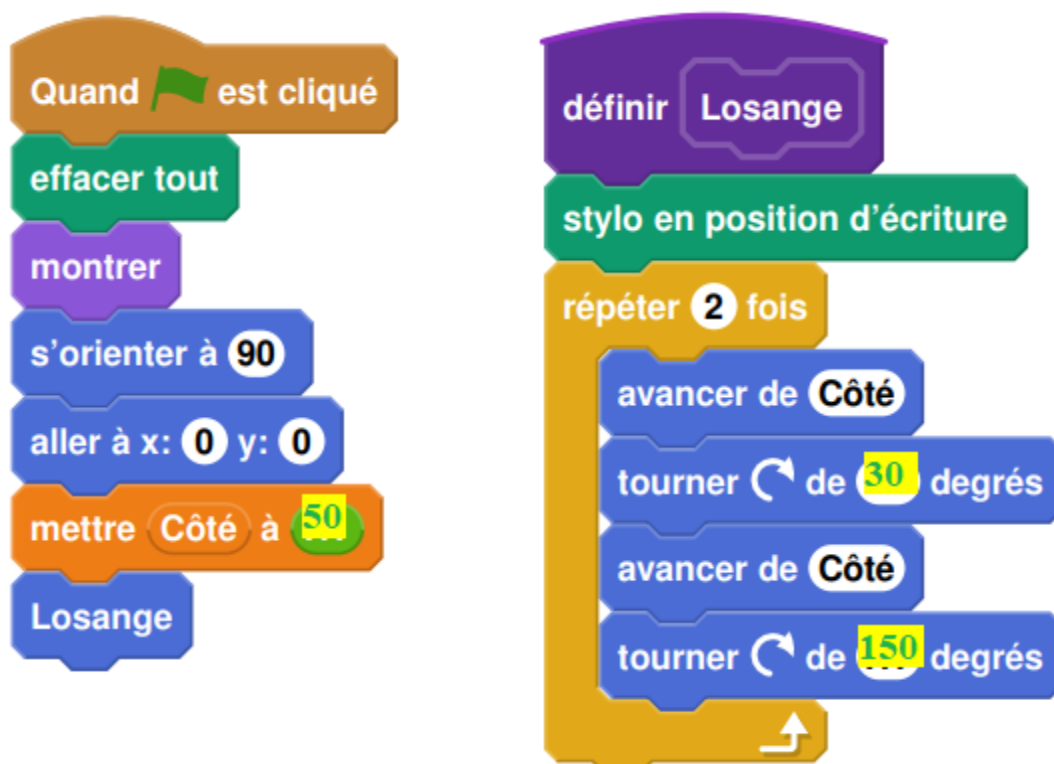 Quand est cliqué
effacer tout
montrer
s'orienter à 90
aller à x: 0 y: 0
mettre Côté à 50
Losange
définir Losange
stylo en position d'écriture
répéter 2 fois
avancer de Côté
tourner de 30 degrés
avancer de Côté
tourner de 150 degrés